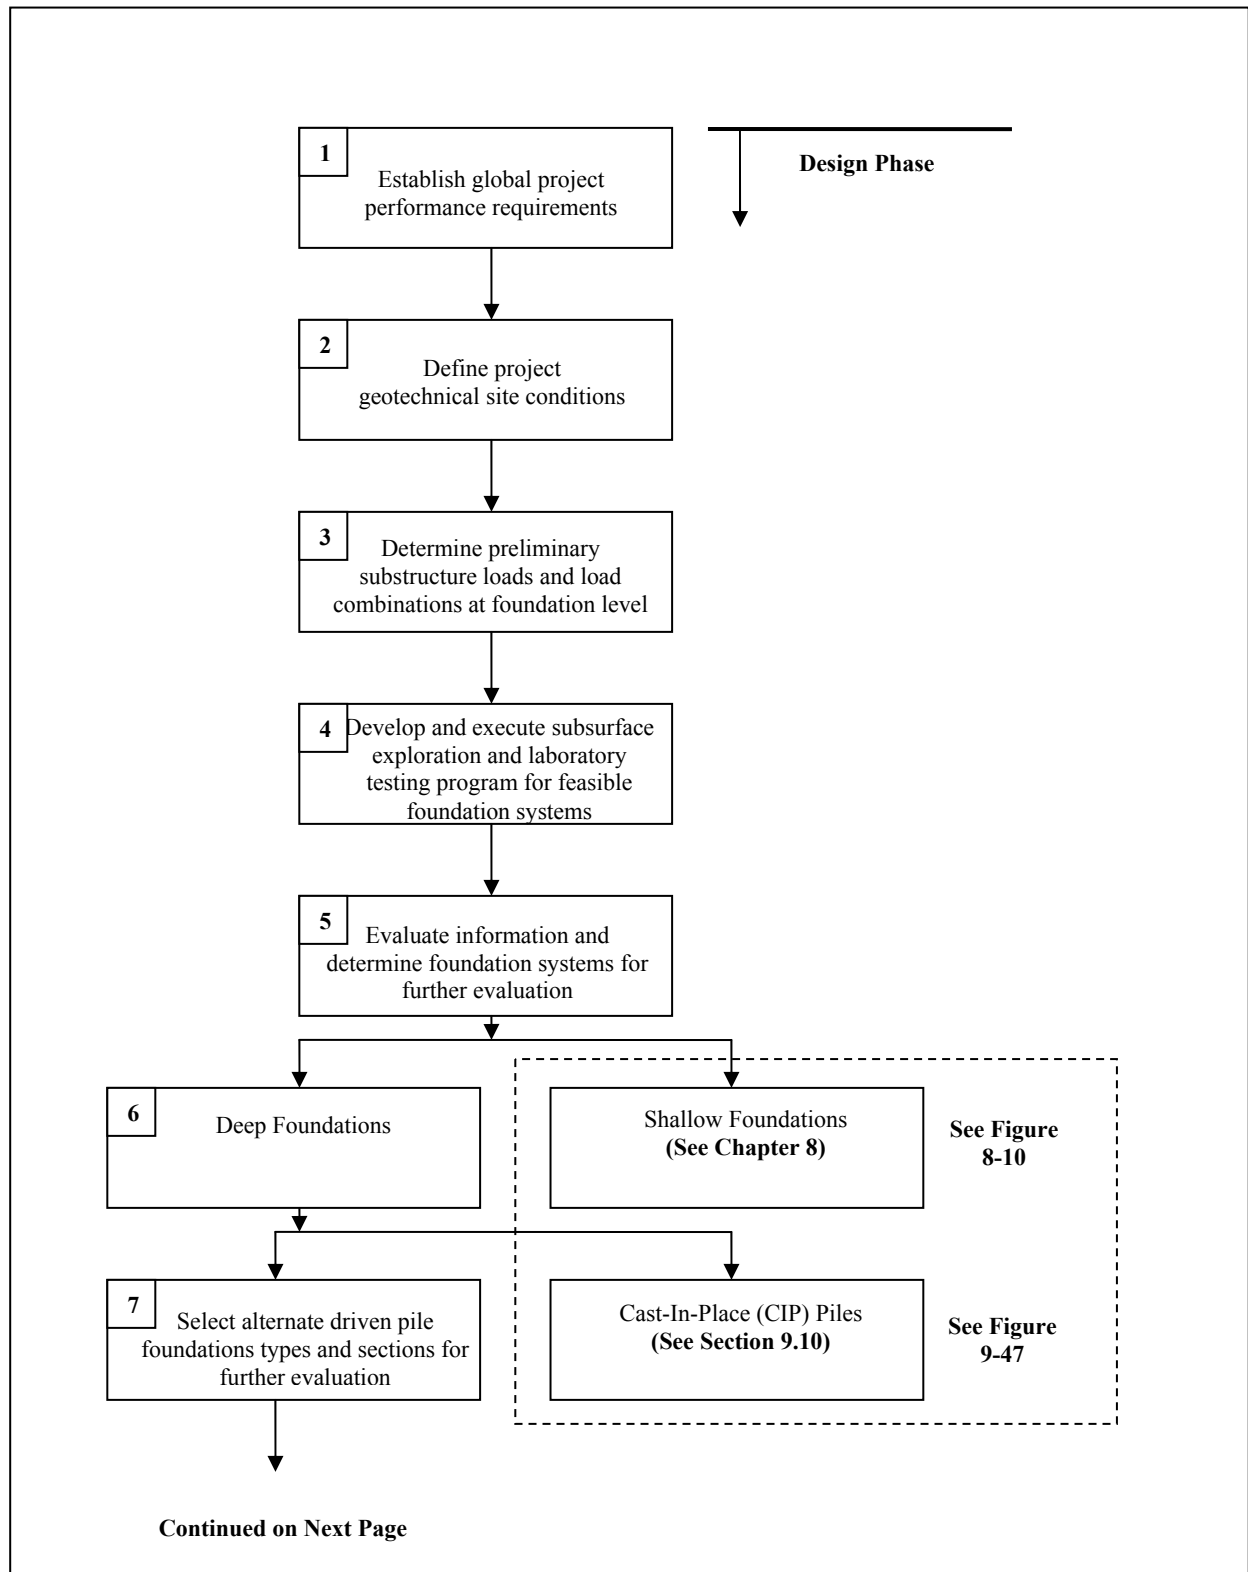 1
Establish global project
performance requirements
Design Phase
2
Define project
geotechnical site conditions
3
Determine preliminary
substructure loads and load
combinations at foundation level
4
Develop and execute subsurface
exploration and laboratory
testing program for feasible
foundation systems
5
Evaluate information and
determine foundation systems for
further evaluation
6
Deep Foundations
Shallow Foundations
(See Chapter 8)
See Figure
8-10
7
Select alternate driven pile
foundations types and sections for
further evaluation
Cast-In-Place (CIP) Piles
(See Section 9.10)
See Figure
9-47
Continued on Next Page